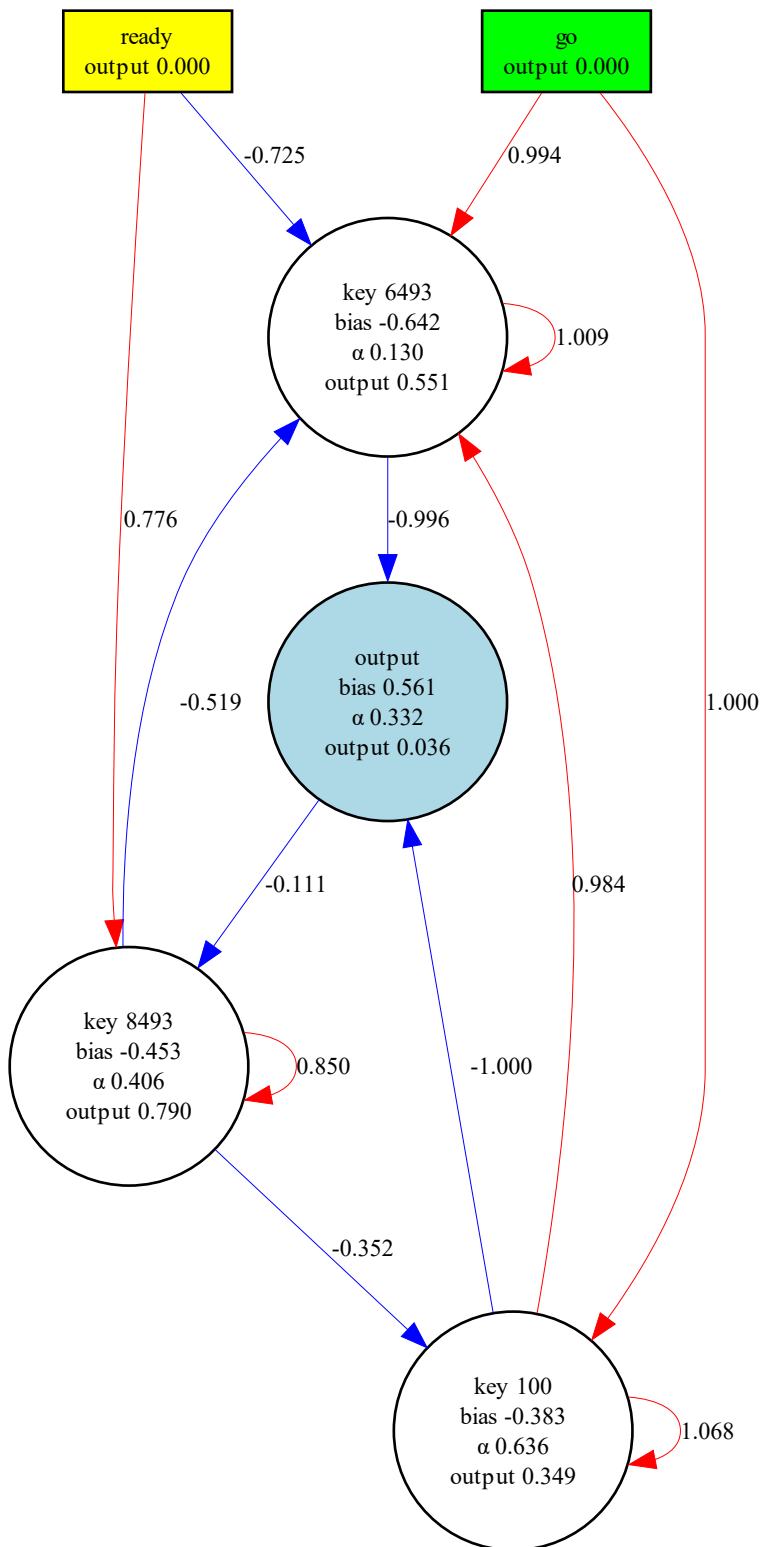 ready
output 0.000
go
output 0.000
-0.725
0.994
key 6493
bias -0.642
α 0.130
output 0.551
1.009
0.776
-0.996
-0.519
output
bias 0.561
α 0.332
output 0.036
1.000
-0.111
0.984
key 8493
bias -0.453
α 0.406
output 0.790
0.850
-1.000
-0.352
key 100
bias -0.383
α 0.636
output 0.349
1.068